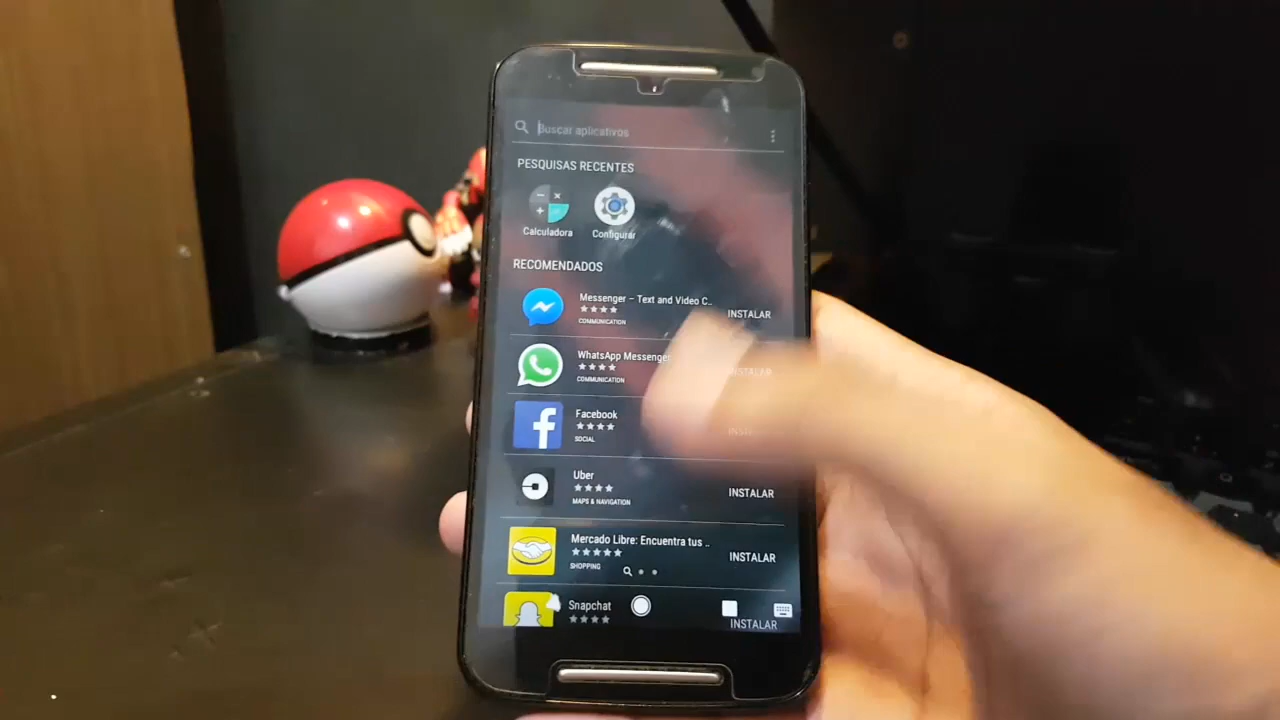 Buscar aplicativos
PESQUISAS RECENTES
Calculadora
Configurar
RECOMENDADOS
Messenger – Text and Video C..
COMMUNICATION
INSTALAR
WhatsApp Messenger
COMMUNICATION
INSTALAR
Facebook
SOCIAL
Uber
MAPS & NAVIGATION
INSTALAR
Mercado Libre: Encuentra tus ..
SHOPPING
INSTALAR
Snapchat
INSTALAR